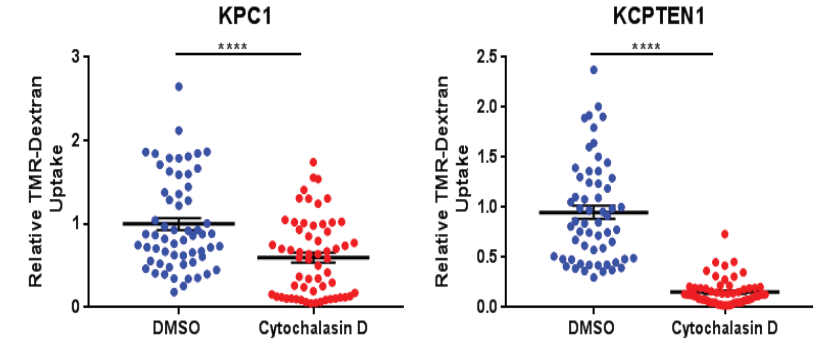 KPC1
****
3
2
1
0
Relative TMR-Dextran
Uptake
DMSO Cytochalasin D
KCPTEN1
****
2.5
2.0
1.5
1.0
0.5
0.0
Relative TMR-Dextran
Uptake
DMSO Cytochalasin D